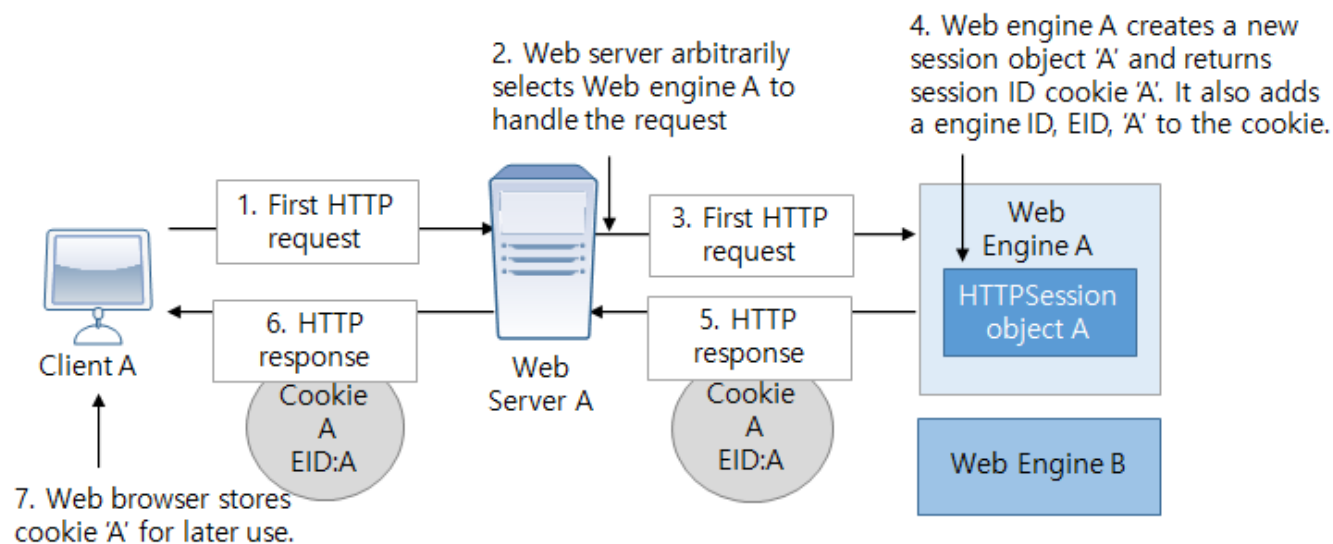 4. Web engine A creates a new
session object ‘A’ and returns
session ID cookie ‘A’. It also adds
a engine ID, EID, ‘A’ to the cookie.
2. Web server arbitrarily
selects Web engine A to
handle the request
1. First HTTP
request
3. First HTTP
request
Web
Engine A
HTTPSession
object A
6. HTTP
response
5. HTTP
response
Client A
Web
Server A
Cookie
A
EID:A
Cookie
A
EID:A
Web Engine B
7. Web browser stores
cookie ‘A’ for later use.